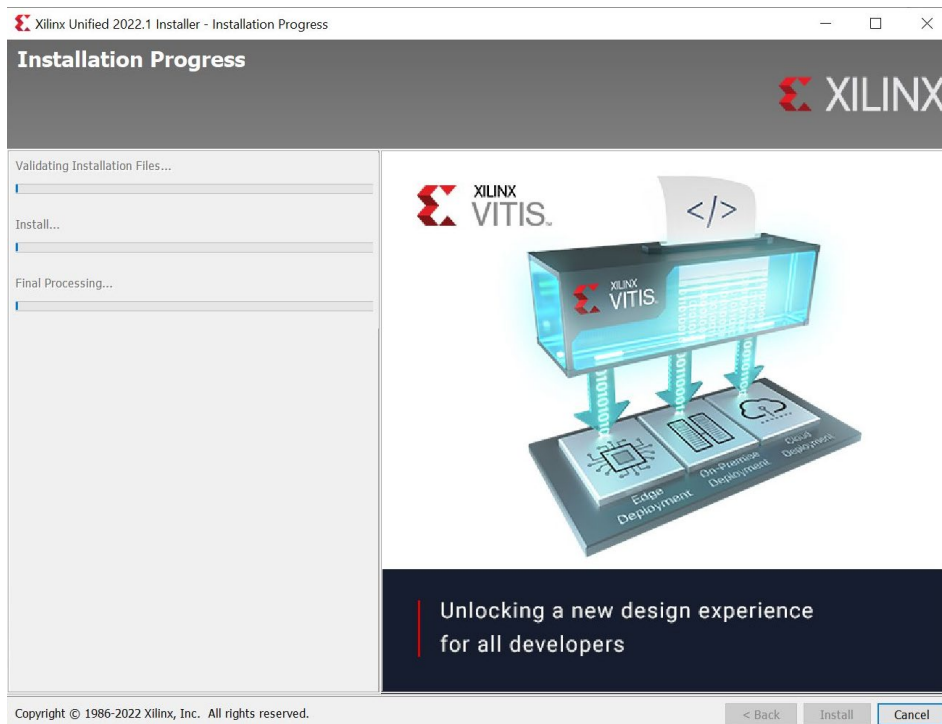 Xilinx Unified 2022.1 Installer - Installation Progress
Installation Progress
XILINX
Validating Installation Files...
Install...
Final Processing...
XILINX
VITIS™
</>
XILINX
VITIS
Edge
Deployment
On-Premise
Deployment
Cloud
Deployment
Unlocking a new design experience
for all developers
Copyright © 1986-2022 Xilinx, Inc. All rights reserved.
< Back
Install
Cancel